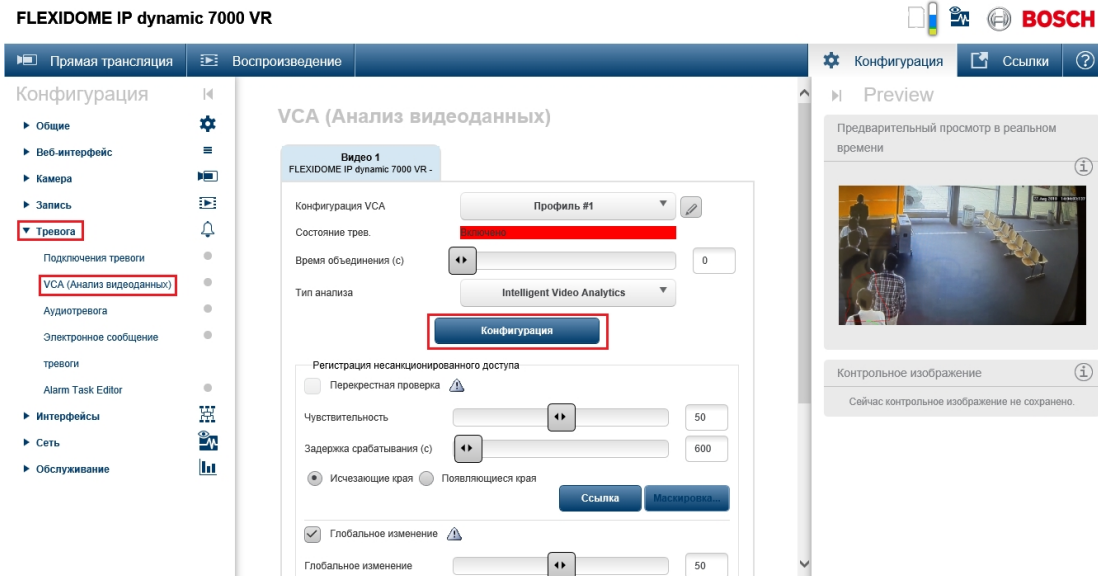 FLEXIDOME IP dynamic 7000 VR
BOSCH
Прямая трансляция
Воспроизведение
Конфигурация
Ссылки
Конфигурация
Общие
Веб-интерфейс
Камера
Запись
Тревога
Подключения тревоги
VCA (Анализ видеоданных)
Аудиотревога
Электронное сообщение
тревоги
Alarm Task Editor
Интерфейсы
Сеть
Обслуживание
VCA (Анализ видеоданных)
Видео 1
FLEXIDOME IP dynamic 7000 VR -
Конфигурация VCA
Профиль #1
Состояние трев.
Включено
Время объединения (с)
0
Тип анализа
Intelligent Video Analytics
Конфигурация
Регистрация несанкционированного доступа
Перекрестная проверка
Чувствительность
50
Задержка срабатывания (с)
600
Исчезающие края
Появляющиеся края
Ссылка
Маскировка...
Глобальное изменение
Глобальное изменение
50
Preview
Предварительный просмотр в реальном
времени
Контрольное изображение
Сейчас контрольное изображение не сохранено.